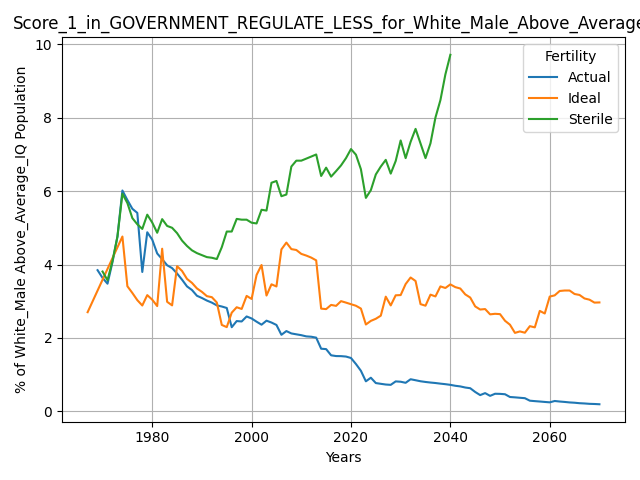 Score_1_in_GOVERNMENT_REGULATE_LESS_for_White_Male_Above_Average
% of White_Male Above_Average_IQ Population
10
8
6
4
2
0
1980
2000
2020
2040
2060
Years
Fertility
Actual
Ideal
Sterile